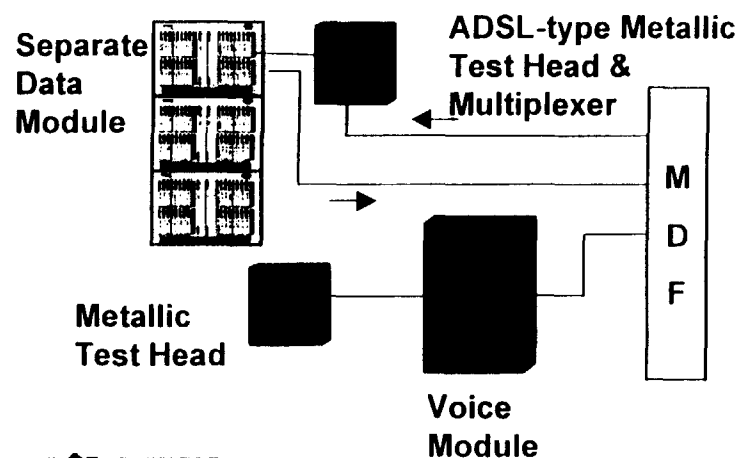 Separate
Data
Module
ADSL-type Metallic
Test Head &
Multiplexer
M
D
F
Metallic
Test Head
Voice
Module